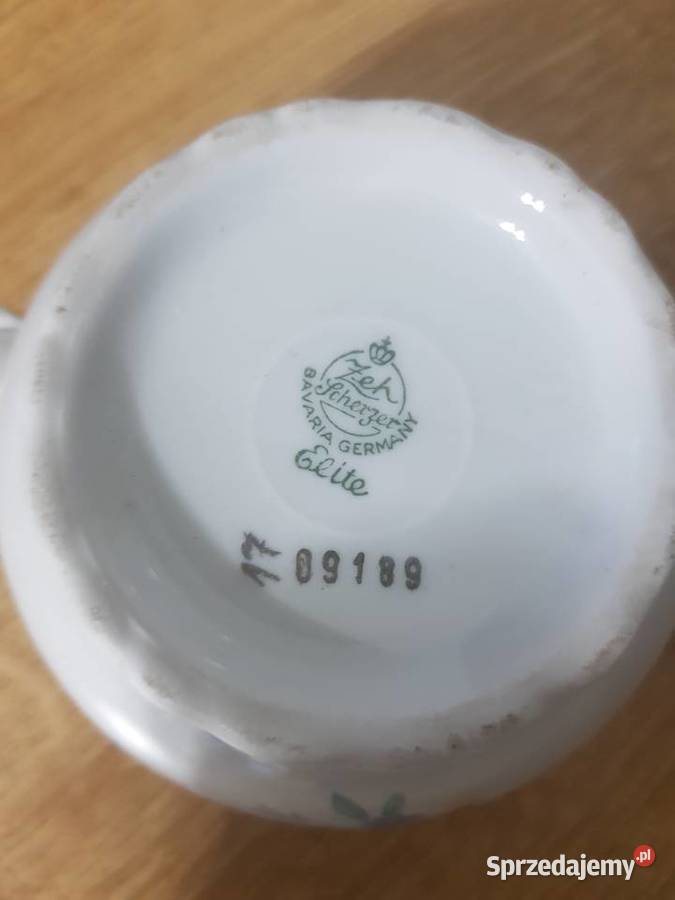 Zeh
Scherzer
BAVARIA GERMANY
Elite
17 09189
Sprzedajemy.pl